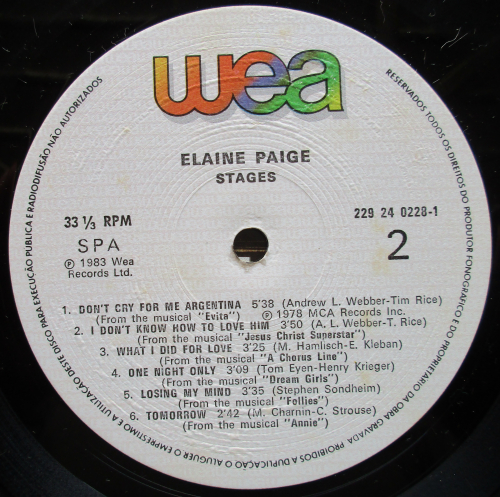 wea
ELAINE PAIGE
STAGES
33 1/3 RPM
SPA
℗ 1983 Wea
Records Ltd.
229 24 0228-1
2
1. DON'T CRY FOR ME ARGENTINA 5'38 (Andrew L. Webber-Tim Rice)
(From the musical "Evita") ℗ 1978 MCA Records Inc.
2. I DON'T KNOW HOW TO LOVE HIM 3'50 (A. L. Webber-T. Rice)
(From the musical "Jesus Christ Superstar")
3. WHAT I DID FOR LOVE 3'25 (M. Hamlisch-E. Kleban)
(From the musical "A Chorus Line")
4. ONE NIGHT ONLY 3'09 (Tom Eyen-Henry Krieger)
(From the musical "Dream Girls")
5. LOSING MY MIND 3'35 (Stephen Sondheim)
(From the musical "Fellies")
6. TOMORROW 2'42 (M. Charnin-C. Strouse)
(From the musical "Annie")
RESERVADOS TODOS OS DIREITOS DO PRODUTOR FONOGRÁFICO E DO PROPRIETÁRIO DA OBRA GRAVADA PROIBIDOS A DUPLICAÇÃO O ALUGUER O EMPRÉSTIMO E A UTILIZAÇÃO DESTE DISCO PARA EXECUÇÃO PÚBLICA E RADIODIFUSÃO NÃO AUTORIZADOS